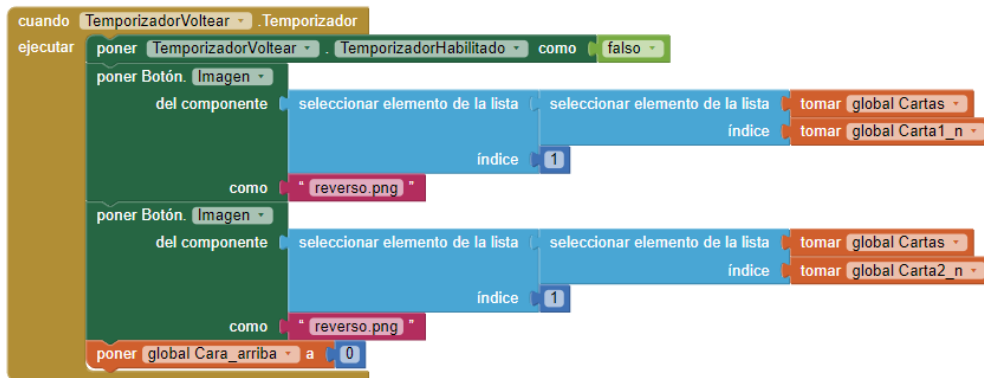 cuando TemporizadorVoltear .Temporizador
ejecutar poner TemporizadorVoltear . TemporizadorHabilitado como falso
poner Botón. Imagen
del componente seleccionar elemento de la lista seleccionar elemento de la lista tomar global Cartas
índice tomar global Carta1_n
índice 1
como " reverso.png "
poner Botón. Imagen
del componente seleccionar elemento de la lista seleccionar elemento de la lista tomar global Cartas
índice tomar global Carta2_n
índice 1
como " reverso.png "
poner global Cara_arriba a 0